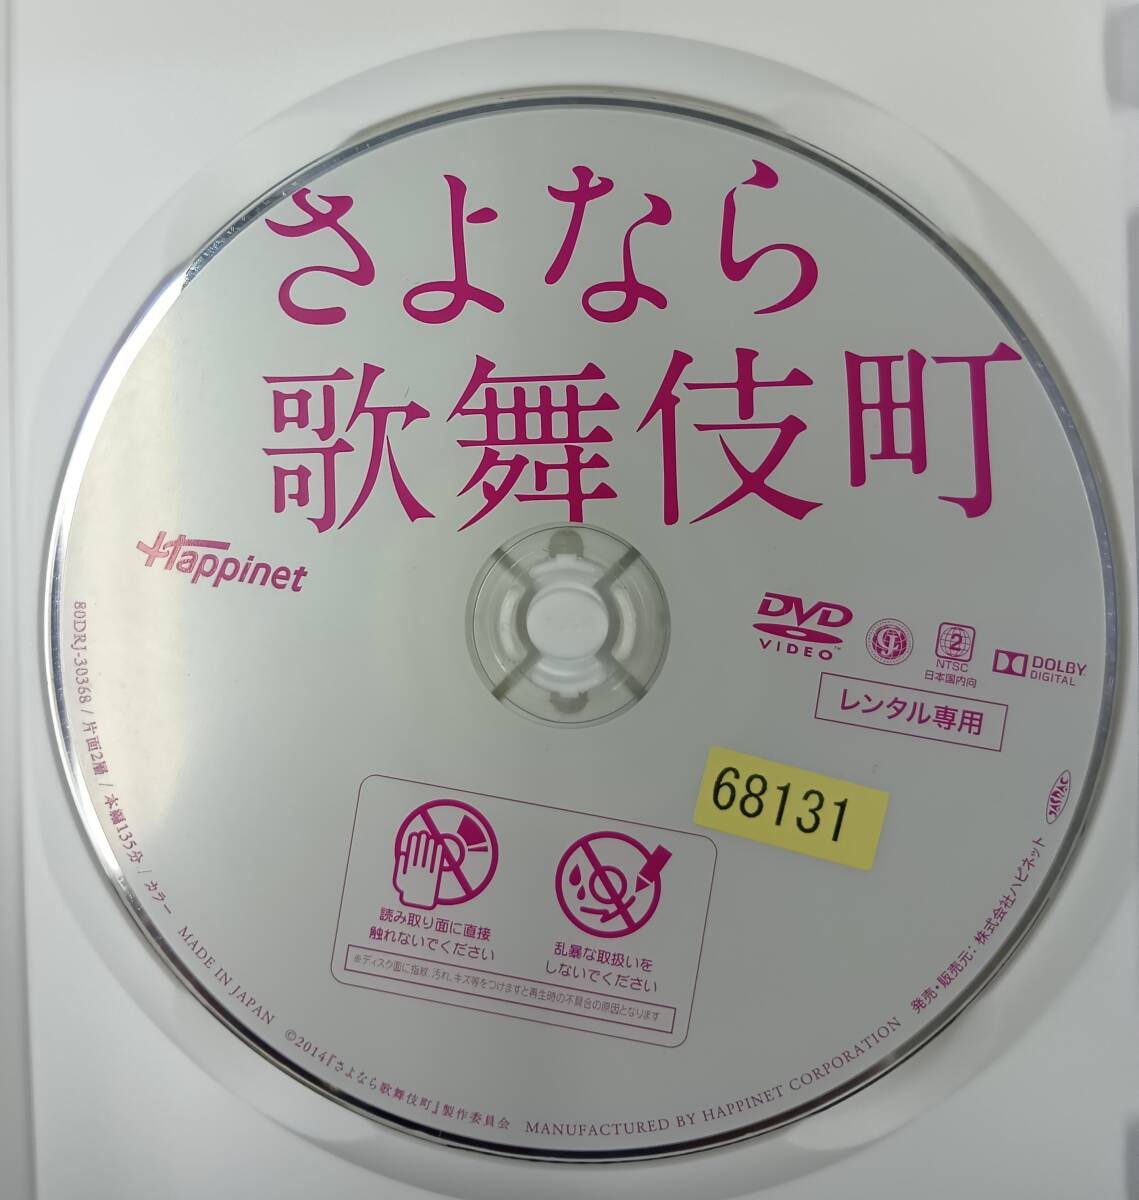 さよなら
歌舞伎町
Happinet
DVD
VIDEO
2
NTSC
日本国内向
DOLBY
DIGITAL
レンタル専用
68131
読み取り面に直接
触れないでください
乱暴な取扱いを
しないでください
※ディスク面に指紋、汚れ、キズ等をつけますと再生時の不具合の原因となります
JASRAC
80DRJ-30368 / 片面2層 / 本編135分 / カラー
MADE IN JAPAN
©2014『さよなら歌舞伎町』製作委員会
MANUFACTURED BY HAPPINET CORPORATION
発売・販売元：株式会社ハピネット